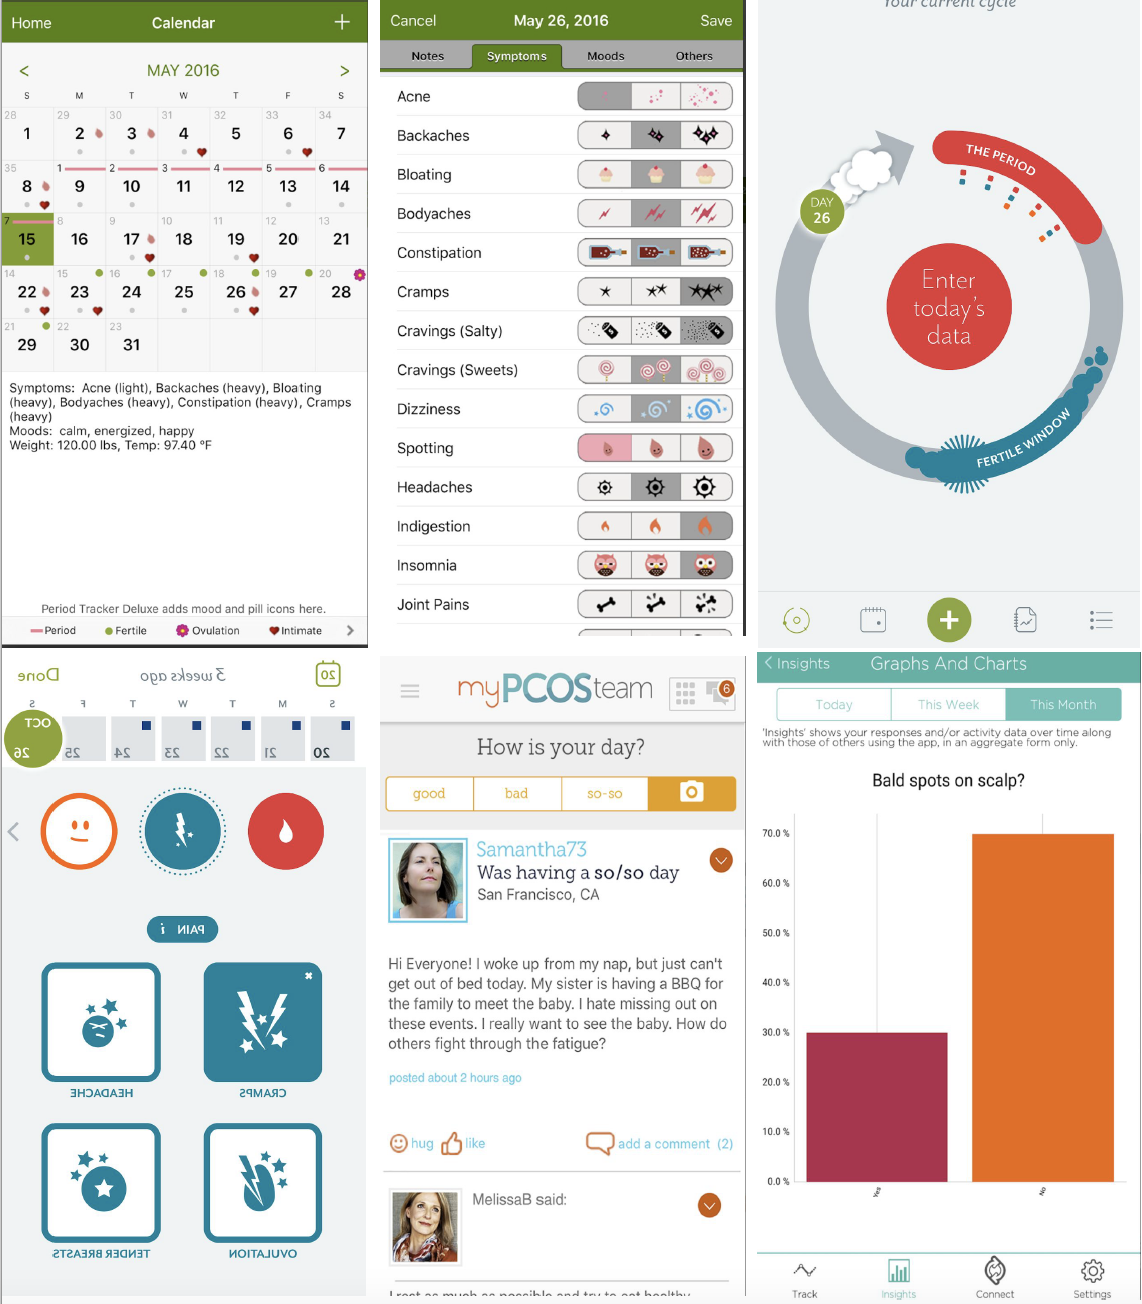 Home Calendar +
< MAY 2016 >
S M T W T F S
28 29 30 31 32 33 34
1 2 3 4 5 6 7
35 1 2 3 4 5 6
8 9 10 11 12 13 14
7 8 9 10 11 12 13
15 16 17 18 19 20 21
14 15 16 17 18 19 20
22 23 24 25 26 27 28
21 22 23
29 30 31
Symptoms: Acne (light), Backaches (heavy), Bloating
(heavy), Bodyaches (heavy), Constipation (heavy), Cramps
(heavy)
Moods: calm, energized, happy
Weight: 120.00 lbs, Temp: 97.40 °F
Period Tracker Deluxe adds mood and pill icons here.
Period Fertile Ovulation Intimate >
Cancel May 26, 2016 Save
Notes Symptoms Moods Others
Acne
Backaches
Bloating
Bodyaches
Constipation
Cramps
Cravings (Salty)
Cravings (Sweets)
Dizziness
Spotting
Headaches
Indigestion
Insomnia
Joint Pains
Your current cycle
THE PERIOD
DAY
26
Enter
today's
data
FERTILE WINDOW
+
Done 3 weeks ago 20
S F T W T M S
OCT
26 25 24 23 22 21 20
PAIN i
HEADACHE CRAMPS
TENDER BREASTS OVULATION
myPCOSteam 6
How is your day?
good bad so-so
Samantha73
Was having a so/so day
San Francisco, CA
Hi Everyone! I woke up from my nap, but just can't
get out of bed today. My sister is having a BBQ for
the family to meet the baby. I hate missing out on
these events. I really want to see the baby. How do
others fight through the fatigue?
posted about 2 hours ago
hug like add a comment (2)
MelissaB said:
I rest as much as possible and try to eat healthy
< Insights Graphs And Charts
Today This Week This Month
'Insights' shows your responses and/or activity data over time along
with those of others using the app, in an aggregate form only.
Bald spots on scalp?
70.0 %
60.0 %
50.0 %
40.0 %
30.0 %
20.0 %
10.0 %
0.0 %
Yes No
Track Insights Connect Settings